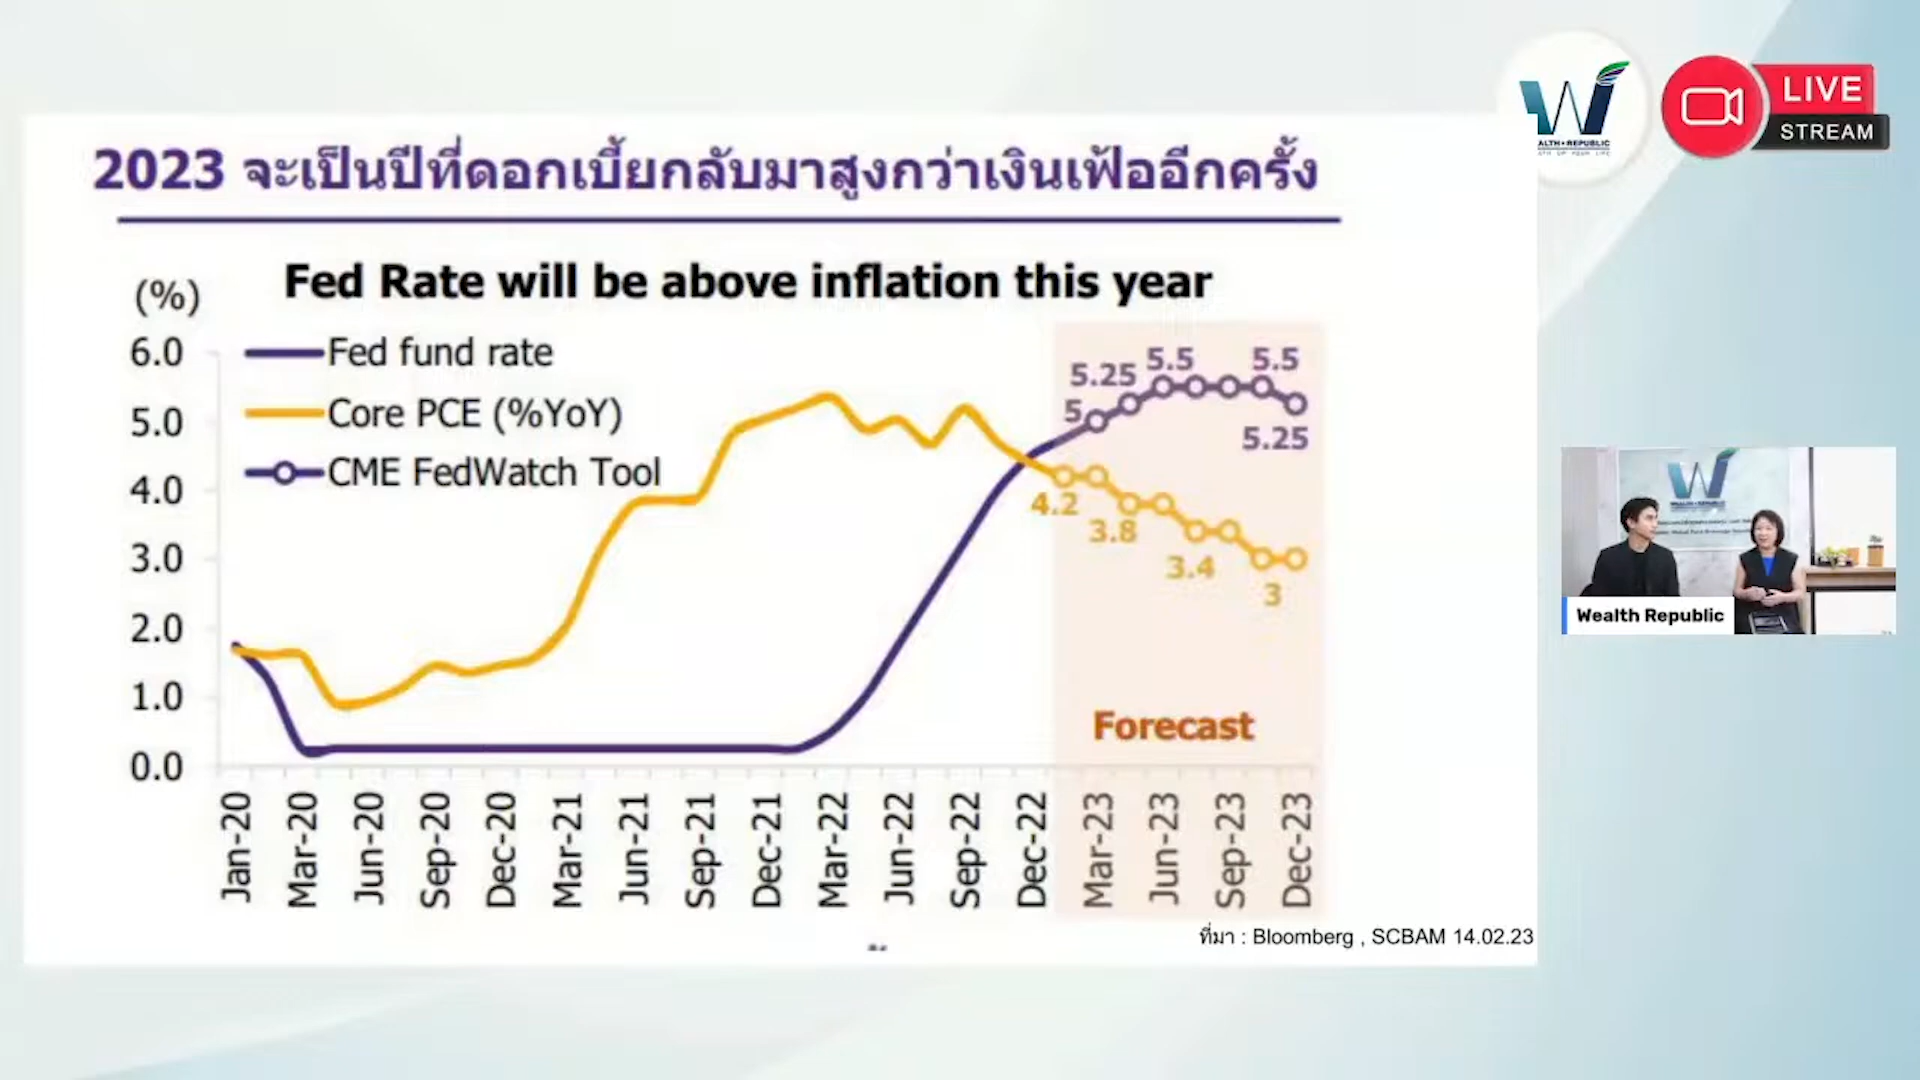 LIVE
STREAM
ALTH•REPUBLIC
2023 จะเป็นปีที่ดอกเบี้ยกลับมาสูงกว่าเงินเฟ้ออีกครั้ง
Fed Rate will be above inflation this year
(%)
6.0
5.0
4.0
3.0
2.0
1.0
0.0
Fed fund rate
Core PCE (%YoY)
CME FedWatch Tool
5
5.25
5.5
5.5
5.25
4.2
3.8
3.4
3
Forecast
Jan-20
Mar-20
Jun-20
Sep-20
Dec-20
Mar-21
Jun-21
Sep-21
Dec-21
Mar-22
Jun-22
Sep-22
Dec-22
Mar-23
Jun-23
Sep-23
Dec-23
ที่มา : Bloomberg , SCBAM 14.02.23
WEALTH•REPUBLIC
Wealth Republic